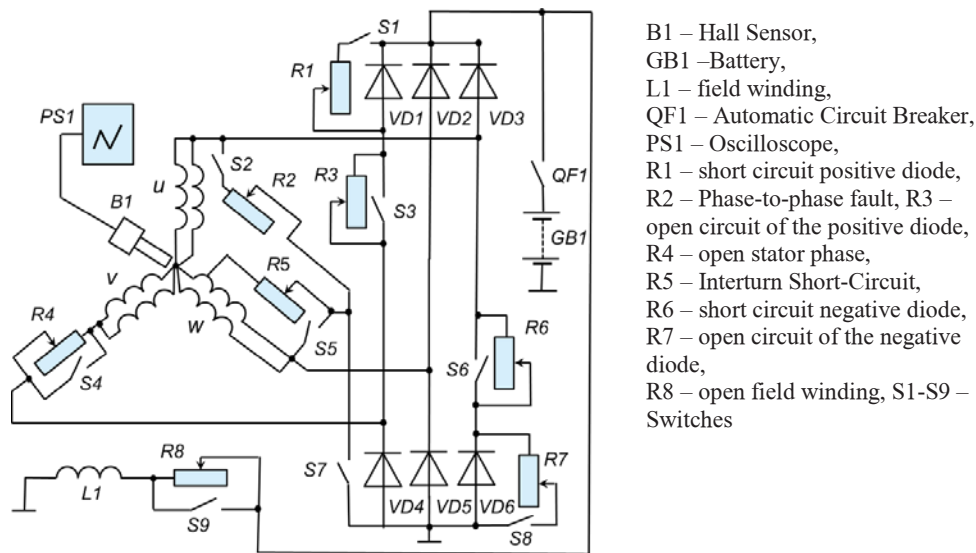 S1
R1
VD1
VD2
VD3
PS1
S2
R2
R3
S3
QF1
GB1
u
B1
v
R5
w
S5
R4
S4
R6
S6
R8
L1
S9
S7
VD4
VD5
VD6
R7
S8
B1 – Hall Sensor,
GB1 –Battery,
L1 – field winding,
QF1 – Automatic Circuit Breaker,
PS1 – Oscilloscope,
R1 – short circuit positive diode,
R2 – Phase-to-phase fault, R3 –
open circuit of the positive diode,
R4 – open stator phase,
R5 – Interturn Short-Circuit,
R6 – short circuit negative diode,
R7 – open circuit of the negative
diode,
R8 – open field winding, S1-S9 –
Switches